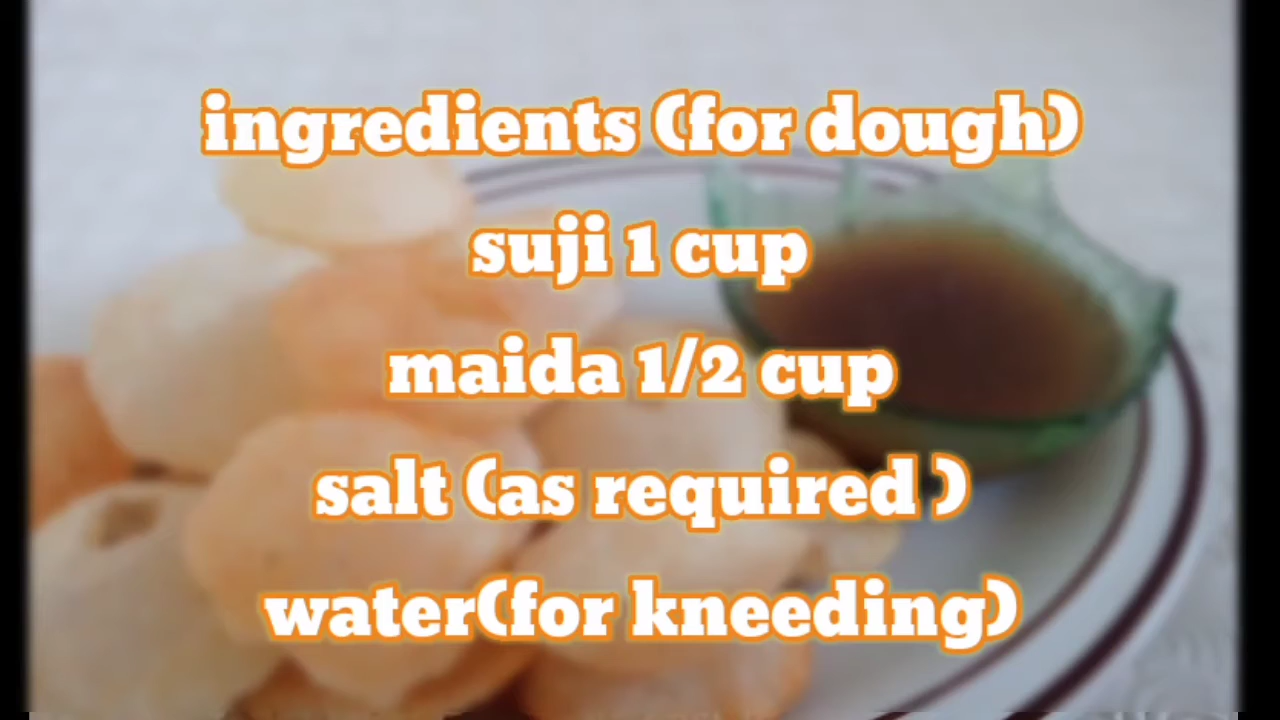 ingredients (for dough)
suji 1 cup
maida 1/2 cup
salt (as required )
water(for kneeding)